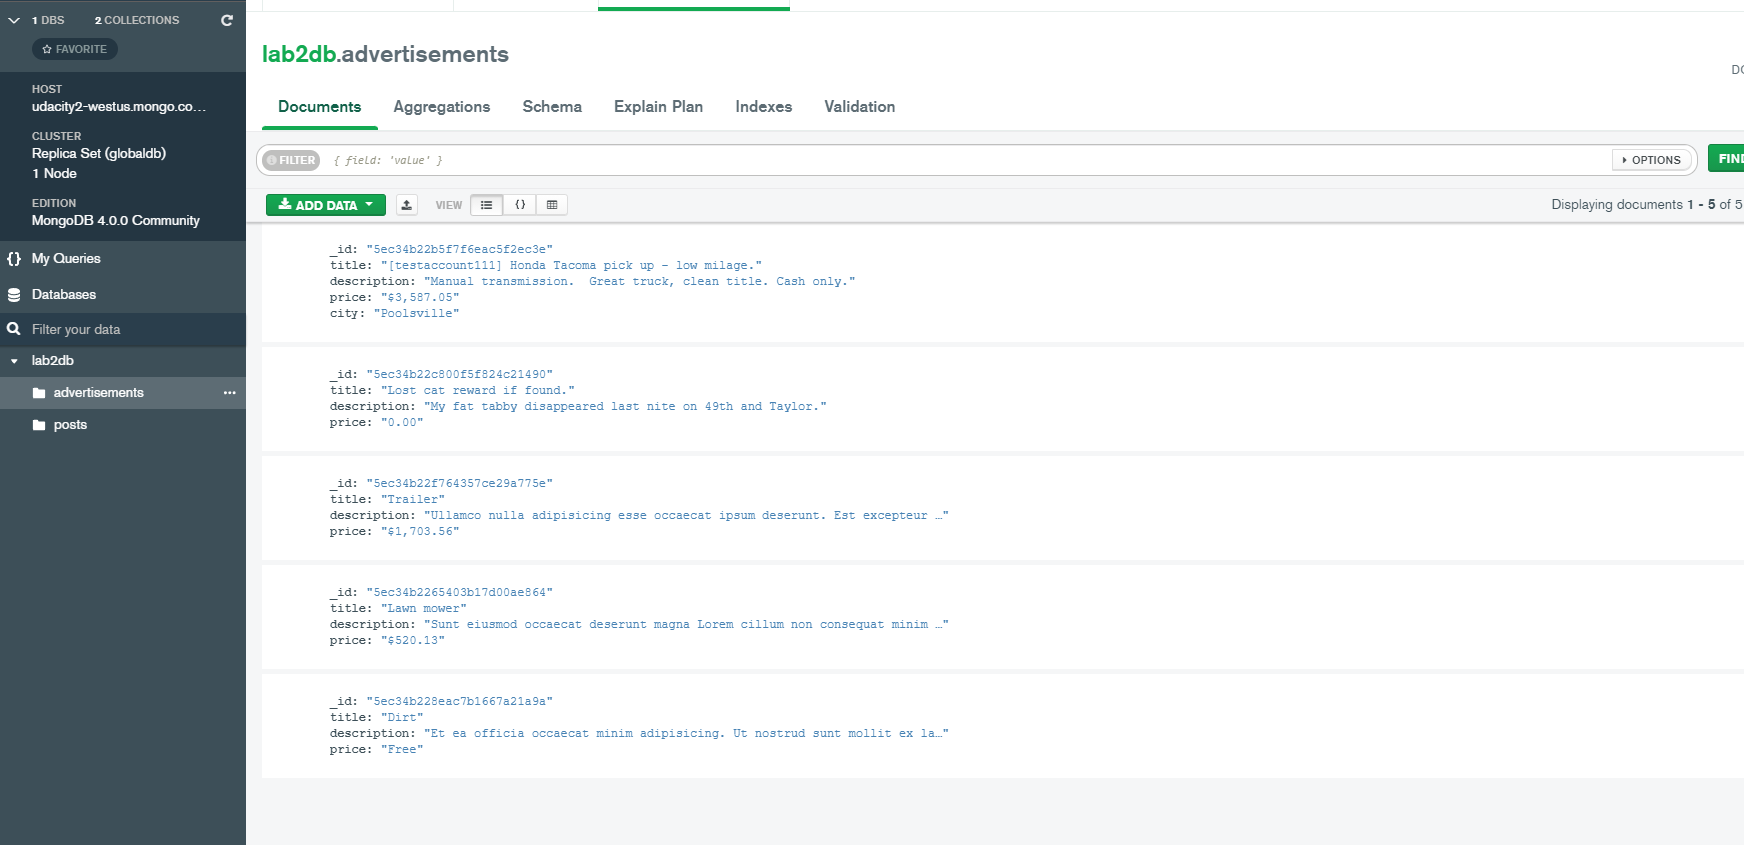 1 DBS 2 COLLECTIONS
FAVORITE
HOST
udacity2-westus.mongo.co...
CLUSTER
Replica Set (globaldb)
1 Node
EDITION
MongoDB 4.0.0 Community
{} My Queries
Databases
Filter your data
lab2db
advertisements ...
posts
lab2db.advertisements
DO
Documents Aggregations Schema Explain Plan Indexes Validation
FILTER { field: 'value' } OPTIONS FIND
ADD DATA VIEW {} Displaying documents 1 - 5 of 5
_id: "5ec34b22b5f7f6eac5f2ec3e"
title: "[testaccount111] Honda Tacoma pick up - low milage."
description: "Manual transmission.  Great truck, clean title. Cash only."
price: "$3,587.05"
city: "Poolsville"
_id: "5ec34b22c800f5f824c21490"
title: "Lost cat reward if found."
description: "My fat tabby disappeared last nite on 49th and Taylor."
price: "0.00"
_id: "5ec34b22f764357ce29a775e"
title: "Trailer"
description: "Ullamco nulla adipisicing esse occaecat ipsum deserunt. Est excepteur …"
price: "$1,703.56"
_id: "5ec34b2265403b17d00ae864"
title: "Lawn mower"
description: "Sunt eiusmod occaecat deserunt magna Lorem cillum non consequat minim …"
price: "$520.13"
_id: "5ec34b228eac7b1667a21a9a"
title: "Dirt"
description: "Et ea officia occaecat minim adipisicing. Ut nostrud sunt mollit ex la…"
price: "Free"